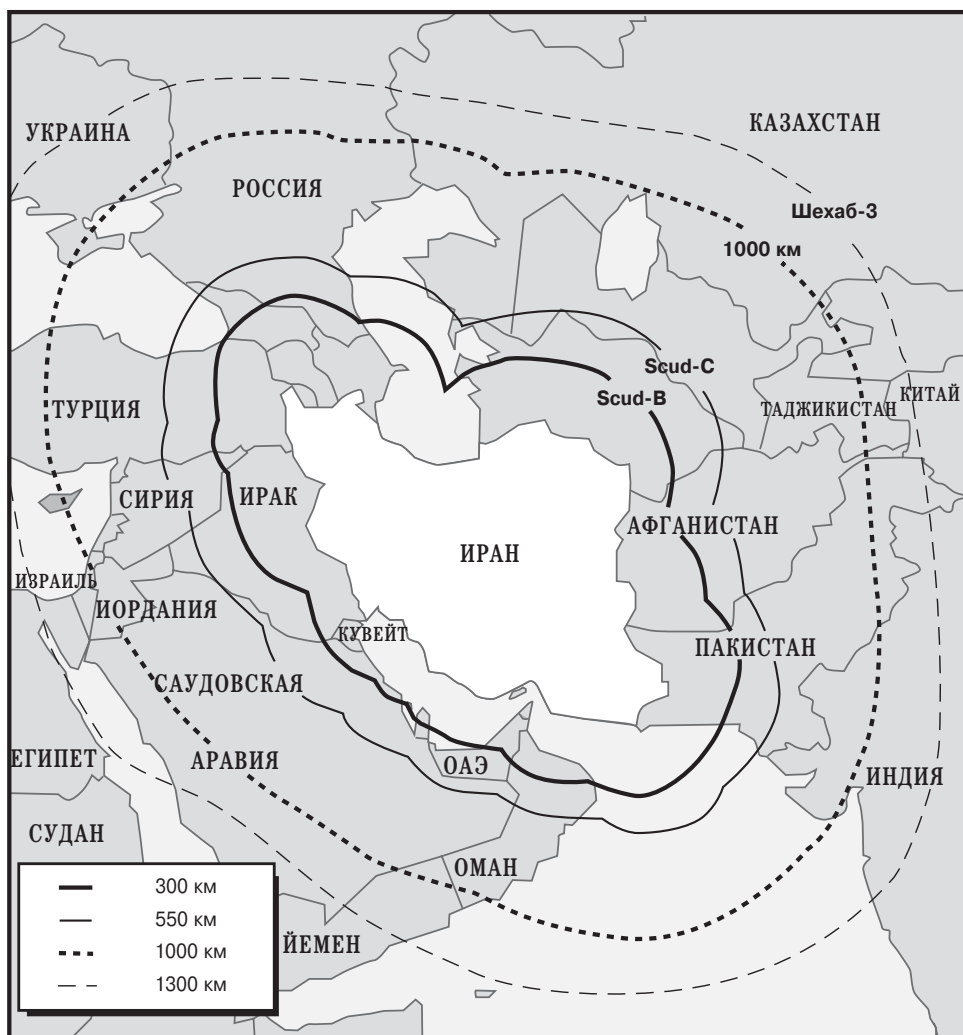 УКРАИНА
КАЗАХСТАН
РОССИЯ
Шехаб-3
1000 км
Scud-C
Scud-B
ТУРЦИЯ
ТАДЖИКИСТАН
КИТАЙ
СИРИЯ
ИРАК
АФГАНИСТАН
ИРАН
ИЗРАИЛЬ
ИОРДАНИЯ
КУВЕЙТ
ПАКИСТАН
САУДОВСКАЯ
АРАВИЯ
ЕГИПЕТ
ОАЭ
ИНДИЯ
СУДАН
ОМАН
ЙЕМЕН
300 км
550 км
1000 км
1300 км